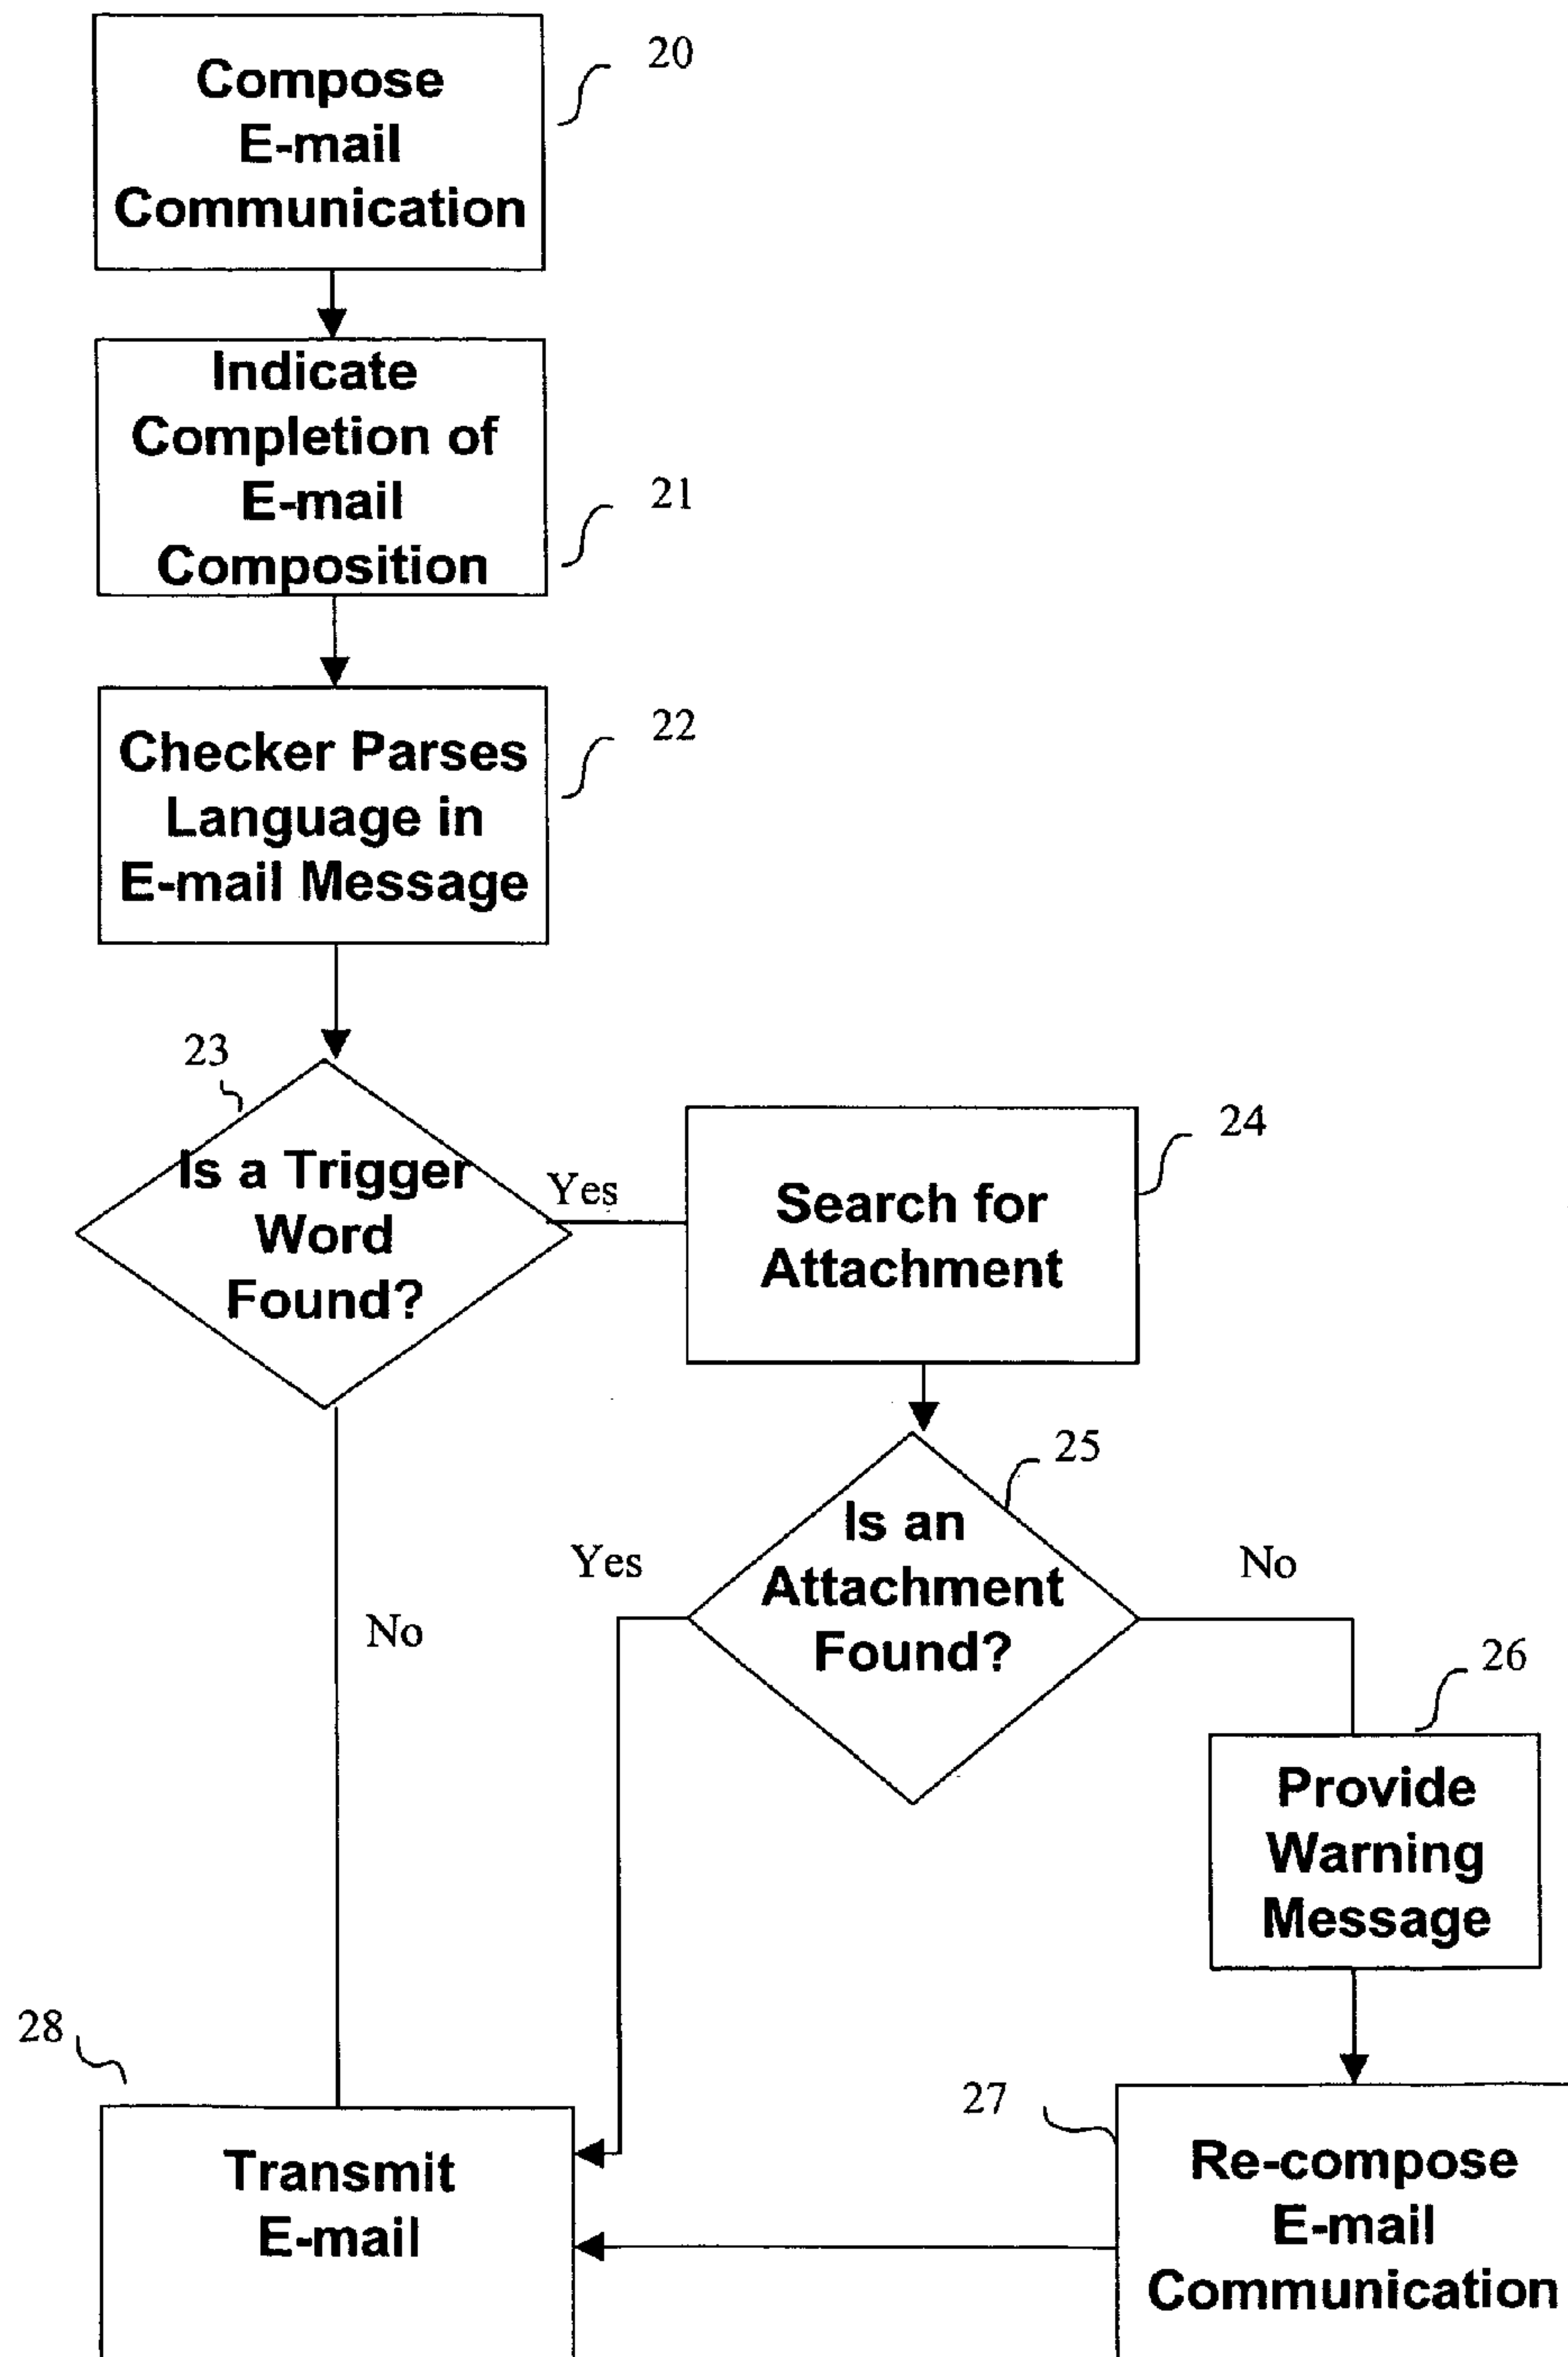 Compose
E-mail
Communication
20
Indicate
Completion of
E-mail
Composition
21
Checker Parses
Language in
E-mail Message
22
23
Is a Trigger
Word
Found?
Yes
Search for
Attachment
24
No
25
Is an
Attachment
Found?
Yes
No
26
Provide
Warning
Message
27
Re-compose
E-mail
Communication
28
Transmit
E-mail